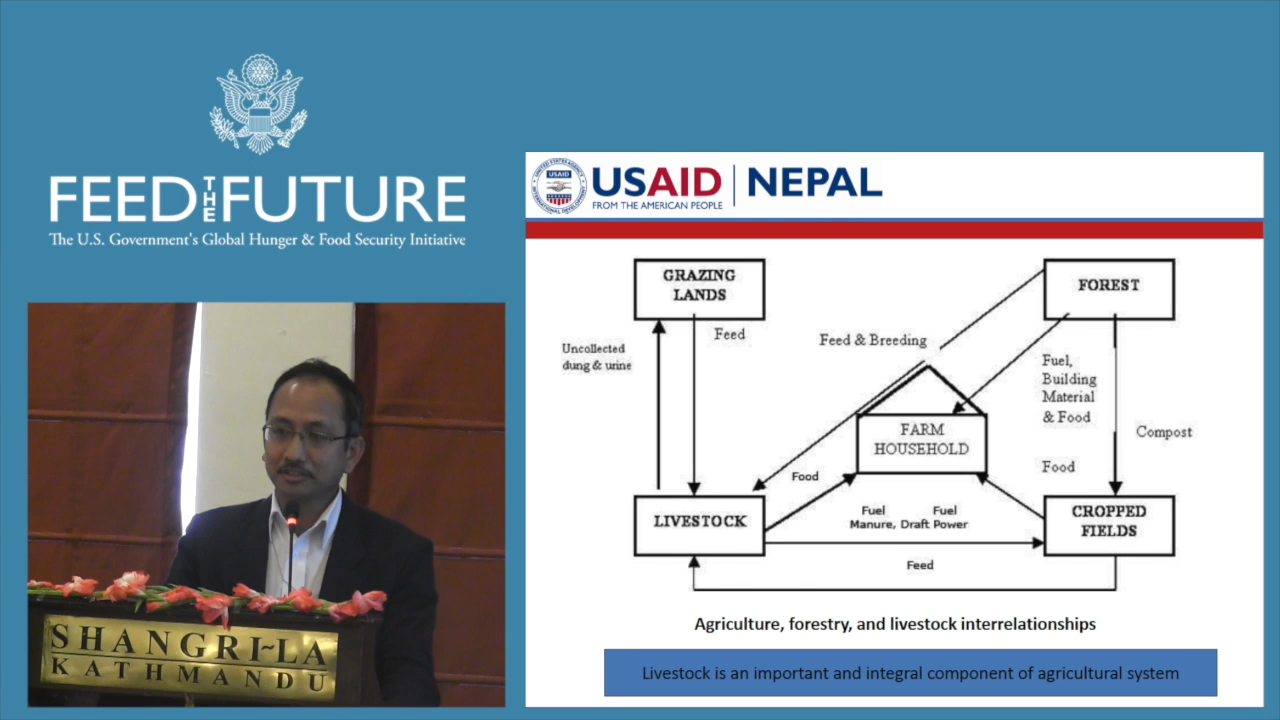 FEED THE FUTURE
The U.S. Government's Global Hunger & Food Security Initiative
SHANGRI~LA
KATHMANDU
USAID
USAID | NEPAL
FROM THE AMERICAN PEOPLE
GRAZING
LANDS
FOREST
Feed
Feed & Breeding
Uncollected
dung & urine
Fuel,
Building
Material
& Food
FARM
HOUSEHOLD
Compost
Food
Food
LIVESTOCK
Fuel Fuel
Manure, Draft Power
CROPPED
FIELDS
Feed
Agriculture, forestry, and livestock interrelationships
Livestock is an important and integral component of agricultural system